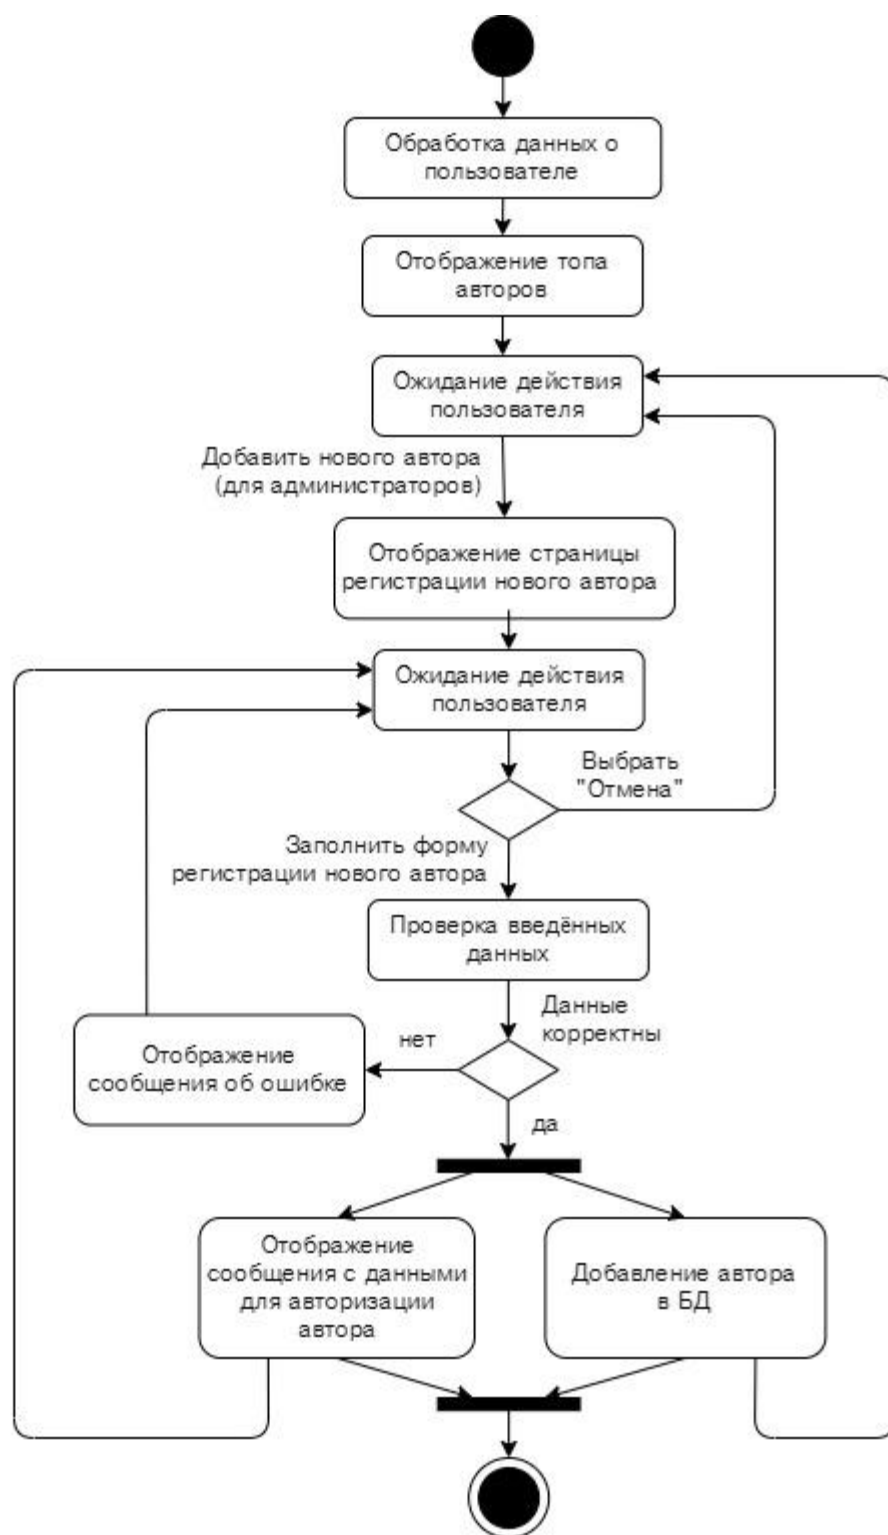 Обработка данных о
пользователе
Отображение топа
авторов
Ожидание действия
пользователя
Добавить нового автора
(для администраторов)
Отображение страницы
регистрации нового автора
Ожидание действия
пользователя
Выбрать
"Отмена"
Заполнить форму
регистрации нового автора
Проверка введённых
данных
Данные
корректны
нет
Отображение
сообщения об ошибке
да
Отображение
сообщения с данными
для авторизации
автора
Добавление автора
в БД